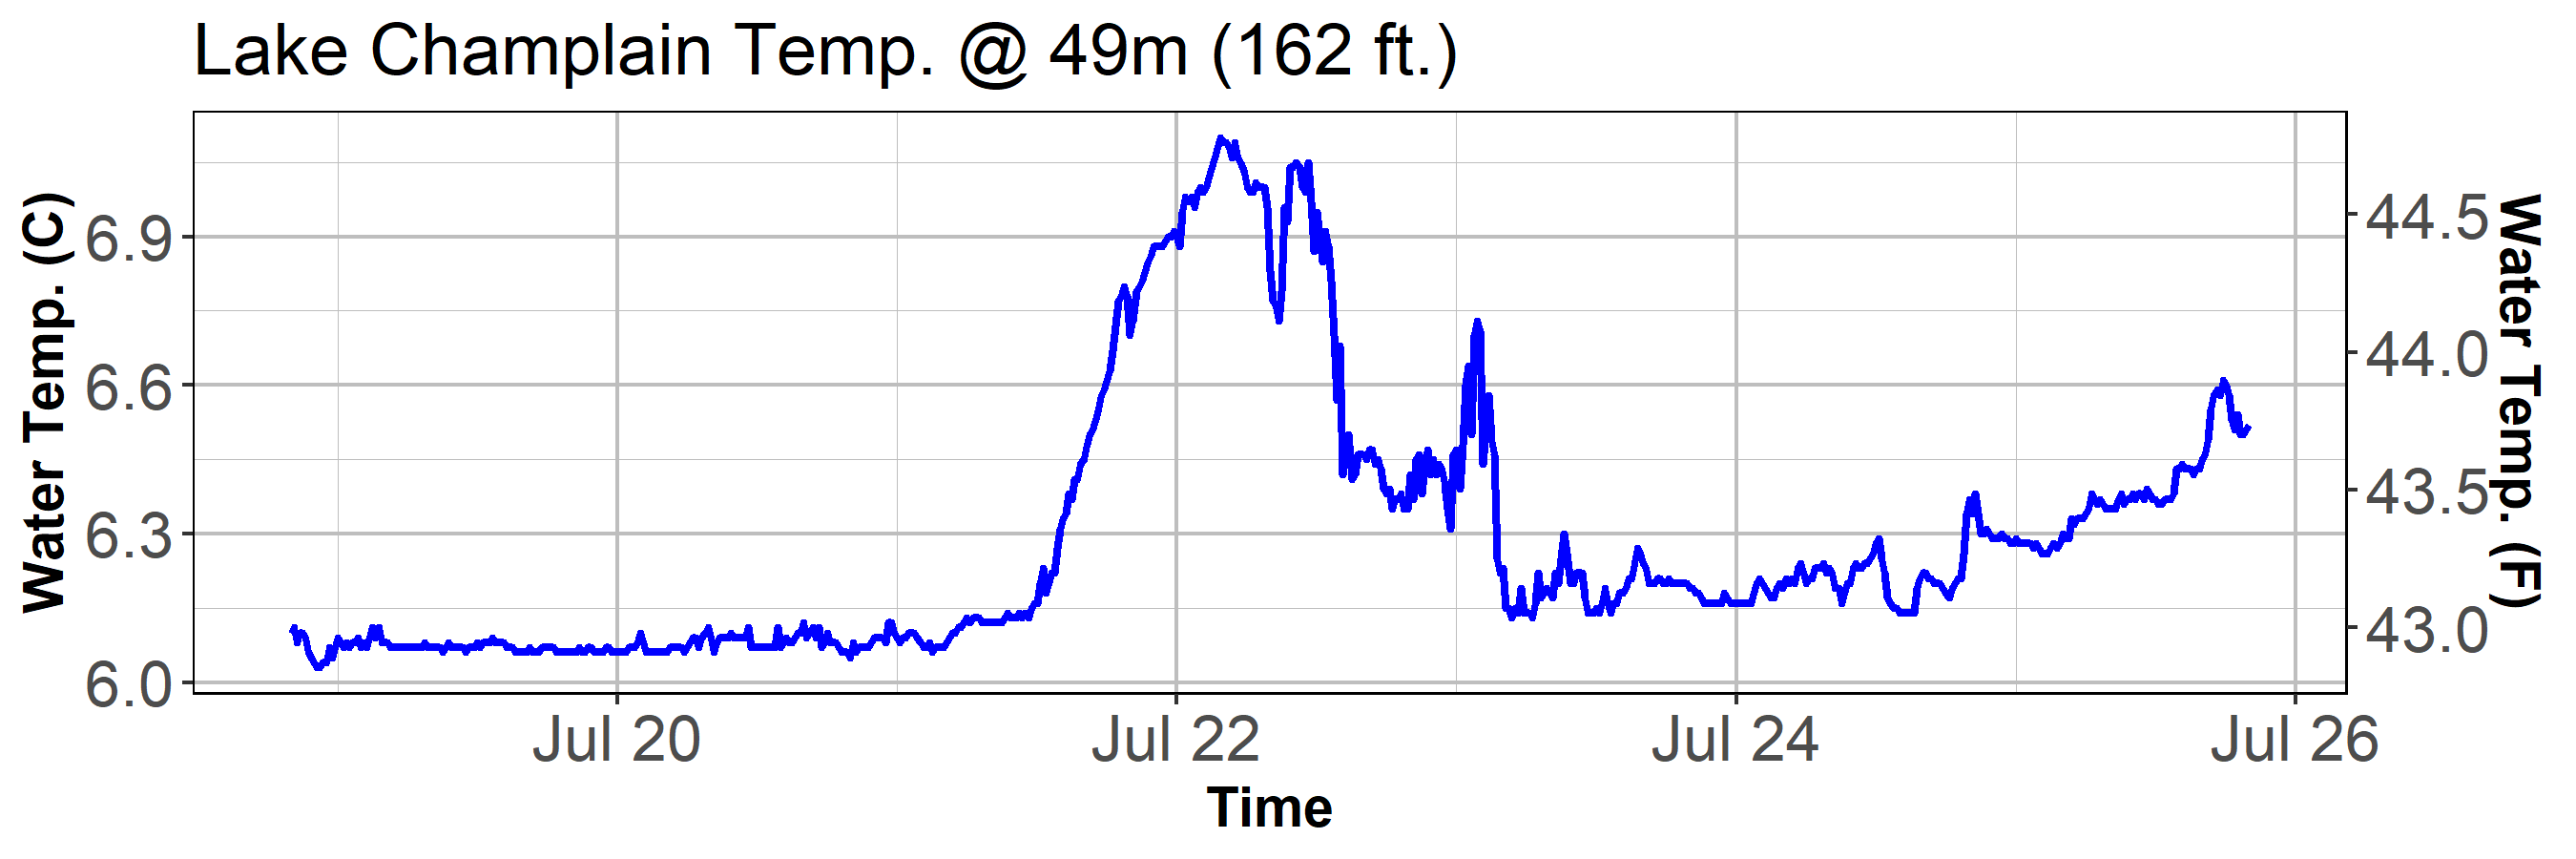 Lake Champlain Temp. @ 49m (162 ft.)
Water Temp. (C)
6.9
6.6
6.3
6.0
44.5
44.0
43.5
43.0
Water Temp. (F)
Jul 20
Jul 22
Jul 24
Jul 26
Time